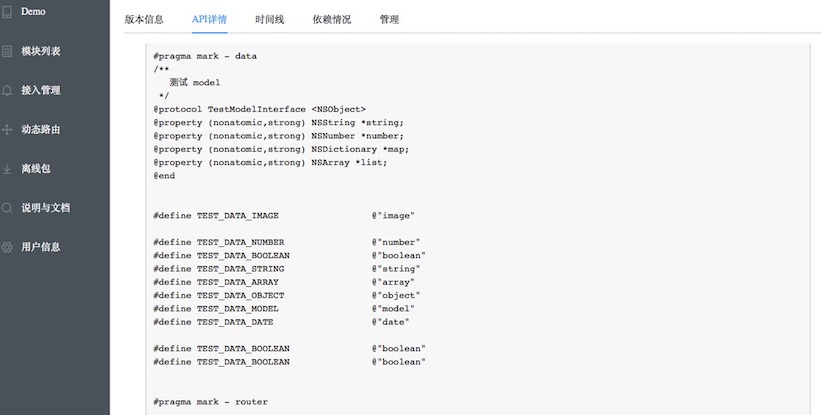 Demo
模块列表
接入管理
动态路由
离线包
说明与文档
用户信息
版本信息 API详情 时间线 依赖情况 管理
#pragma mark - data
/**
测试 model
*/
@protocol TestModelInterface <NSObject>
@property (nonatomic,strong) NSString *string;
@property (nonatomic,strong) NSNumber *number;
@property (nonatomic,strong) NSDictionary *map;
@property (nonatomic,strong) NSArray *list;
@end
#define TEST_DATA_IMAGE @"image"
#define TEST_DATA_NUMBER @"number"
#define TEST_DATA_BOOLEAN @"boolean"
#define TEST_DATA_STRING @"string"
#define TEST_DATA_ARRAY @"array"
#define TEST_DATA_OBJECT @"object"
#define TEST_DATA_MODEL @"model"
#define TEST_DATA_DATE @"date"
#define TEST_DATA_BOOLEAN @"boolean"
#define TEST_DATA_BOOLEAN @"boolean"
#pragma mark - router